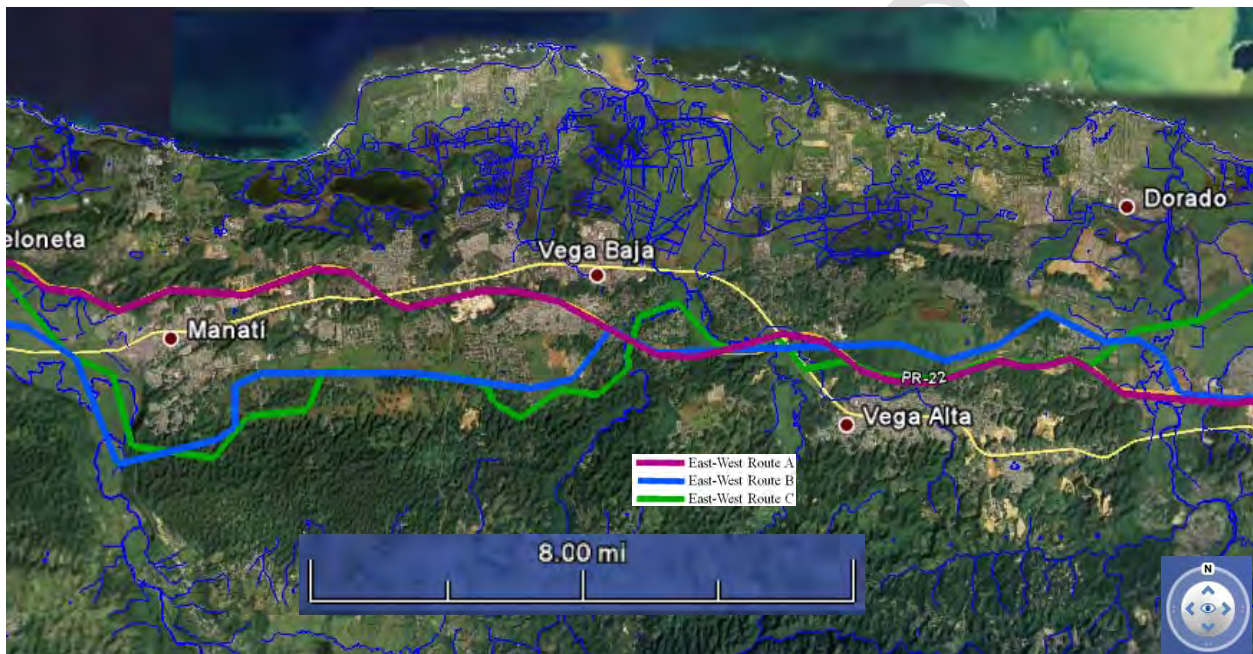 Dorado
eloneta
Vega Baja
Manatí
PR-22
Vega Alta
East-West Route A
East-West Route B
East-West Route C
8.00 mi
N